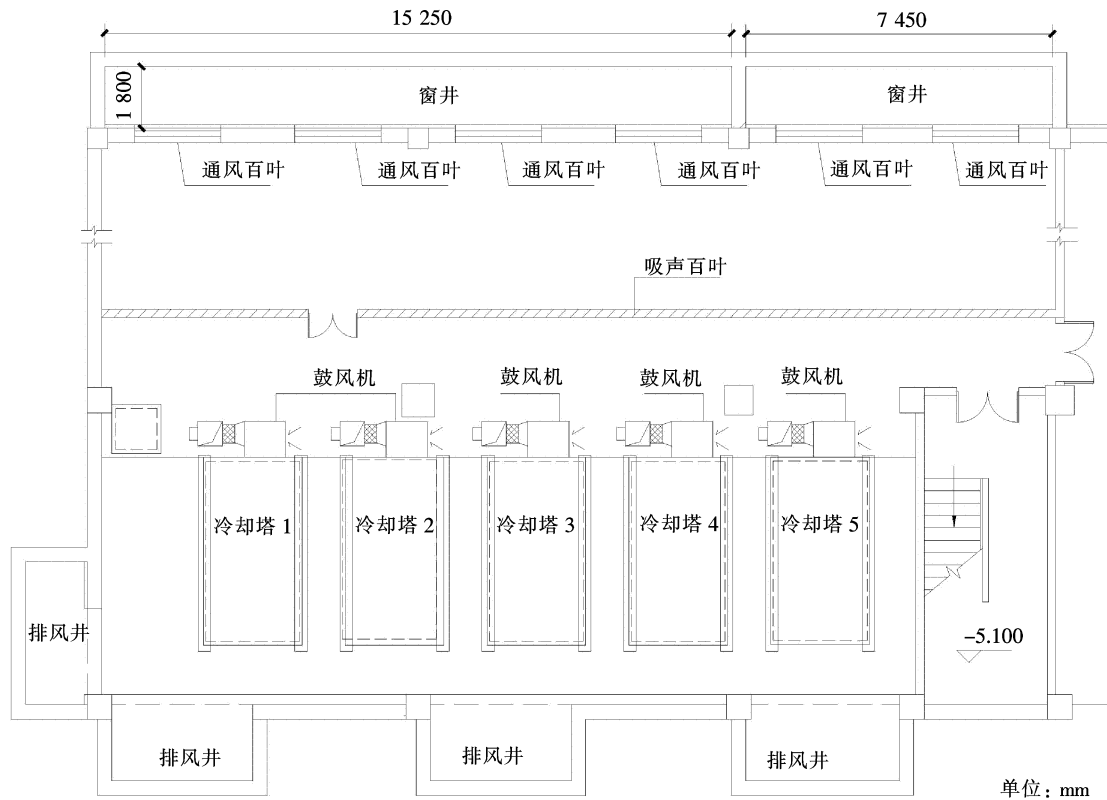 15 250
7 450
1 800
窗井
窗井
通风百叶
通风百叶
通风百叶
通风百叶
通风百叶
通风百叶
吸声百叶
鼓风机
鼓风机
鼓风机
鼓风机
冷却塔 1
冷却塔 2
冷却塔 3
冷却塔 4
冷却塔 5
排风井
-5.100
排风井
排风井
排风井
单位：mm